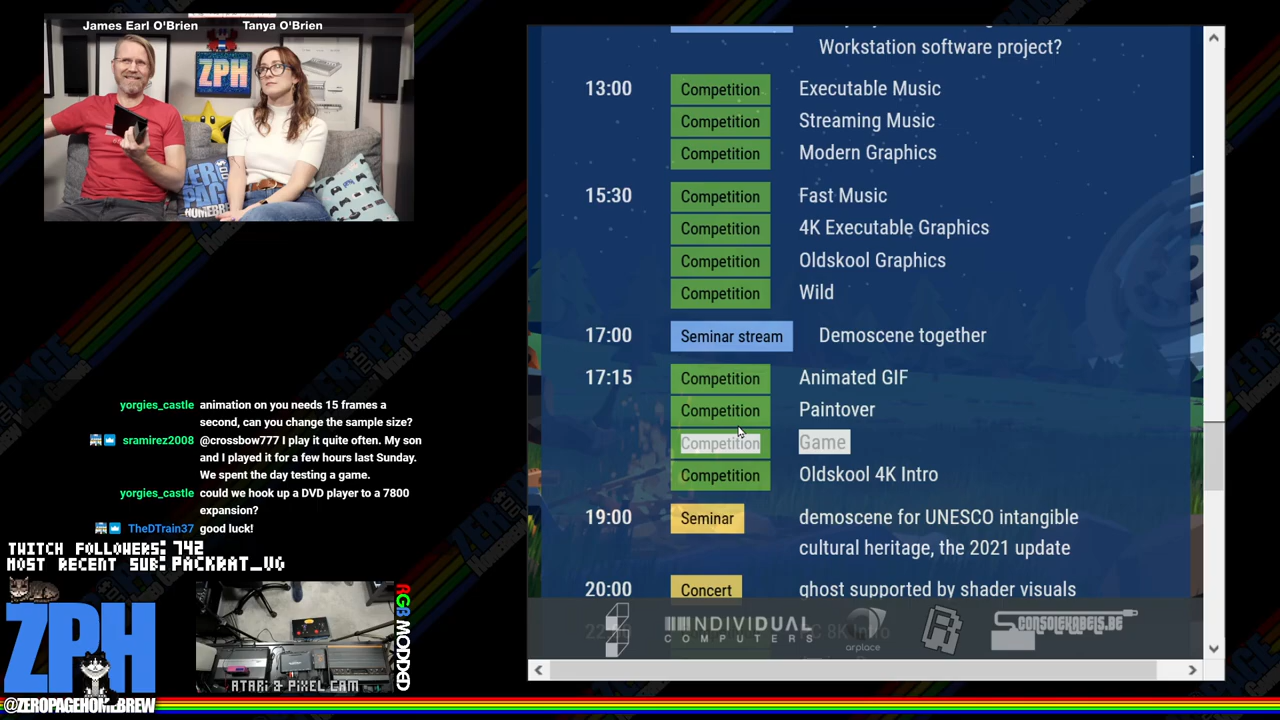 James Earl O'Brien
Tanya O'Brien
ZPH
yorgies_castle animation on you needs 15 frames a
second, can you change the sample size?
sramirez2008 @crossbow777 I play it quite often. My son
and I played it for a few hours last Sunday.
We spent the day testing a game.
yorgies_castle could we hook up a DVD player to a 7800
expansion?
TheDTrain37 good luck!
TWITCH FOLLOWERS: 742
MOST RECENT SUB: PACKRAT_VG
ZPH
@ZEROPAGEHOMEBREW
ATARI & PIXEL CAM
RGB MODDED
Workstation software project?
13:00 Competition Executable Music
Competition Streaming Music
Competition Modern Graphics
15:30 Competition Fast Music
Competition 4K Executable Graphics
Competition Oldskool Graphics
Competition Wild
17:00 Seminar stream Demoscene together
17:15 Competition Animated GIF
Competition Paintover
Competition Game
Competition Oldskool 4K Intro
19:00 Seminar demoscene for UNESCO intangible
cultural heritage, the 2021 update
20:00 Concert ghost supported by shader visuals
8K Intro
INDIVIDUAL
COMPUTERS
arplace
CONSOLEKABELS.DE